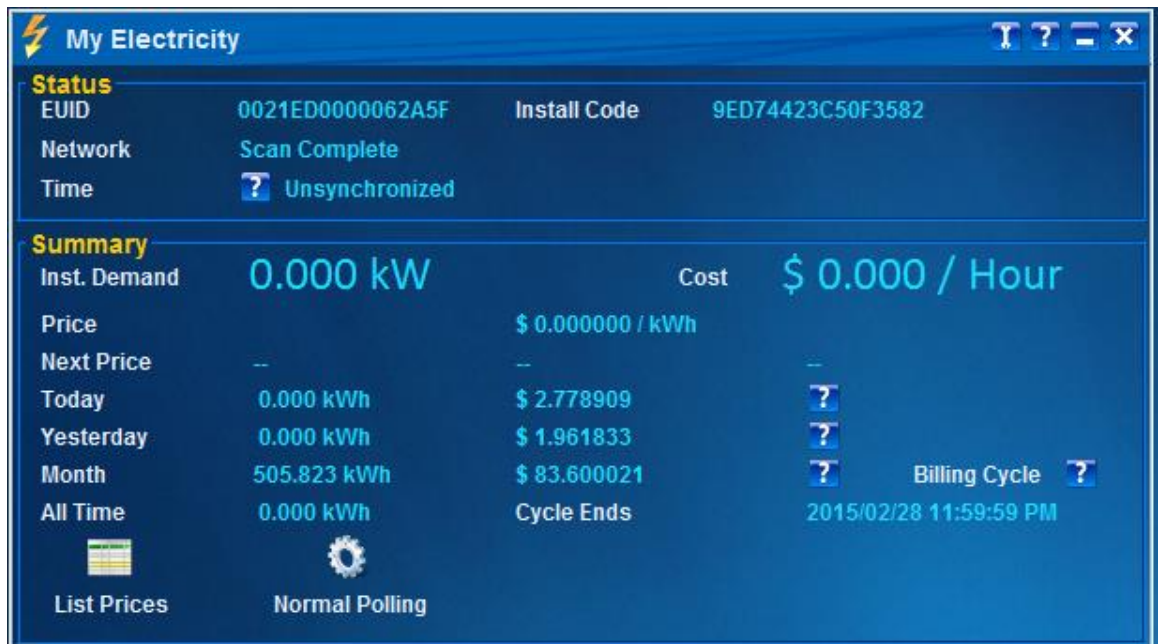 My Electricity
Status
EUID 0021ED0000062A5F Install Code 9ED74423C50F3582
Network Scan Complete
Time ? Unsynchronized
Summary
Inst. Demand 0.000 kW Cost $ 0.000 / Hour
Price $ 0.000000 / kWh
Next Price -- -- --
Today 0.000 kWh $ 2.778909 ?
Yesterday 0.000 kWh $ 1.961833 ?
Month 505.823 kWh $ 83.600021 ? Billing Cycle ?
All Time 0.000 kWh Cycle Ends 2015/02/28 11:59:59 PM
List Prices Normal Polling